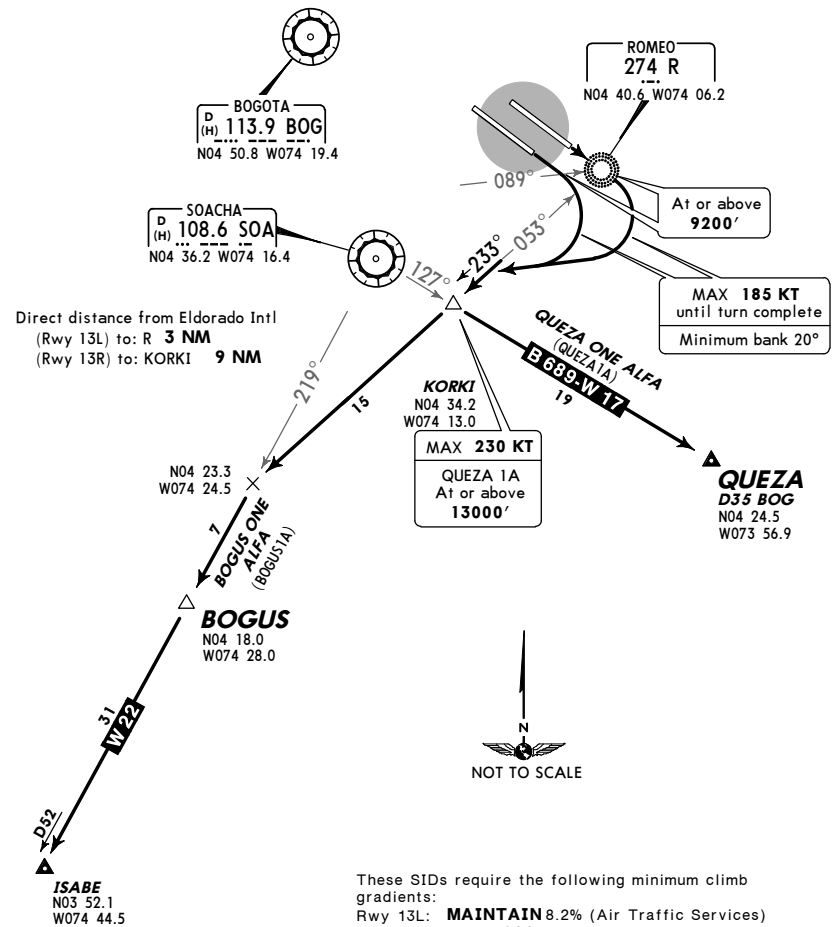 BOGOTA
D
(H) 113.9 BOG
N04 50.8 W074 19.4
ROMEO
274 R
N04 40.6 W074 06.2
089°
At or above
9200'
SOACHA
D
(H) 108.6 SOA
N04 36.2 W074 16.4
127°
233°
053°
MAX 185 KT
until turn complete
Minimum bank 20°
Direct distance from Eldorado Intl
(Rwy 13L) to: R 3 NM
(Rwy 13R) to: KORKI 9 NM
219°
15
KORKI
N04 34.2
W074 13.0
QUEZA ONE ALFA
(QUEZA1A)
B 689-W 17
19
MAX 230 KT
QUEZA 1A
At or above
13000'
QUEZA
D35 BOG
N04 24.5
W073 56.9
N04 23.3
W074 24.5
7
BOGUS ONE
ALFA
(BOGUS1A)
BOGUS
N04 18.0
W074 28.0
31
W 22
N
NOT TO SCALE
D52
ISABE
N03 52.1
W074 44.5
These SIDs require the following minimum climb
gradients:
Rwy 13L: MAINTAIN 8.2% (Air Traffic Services)